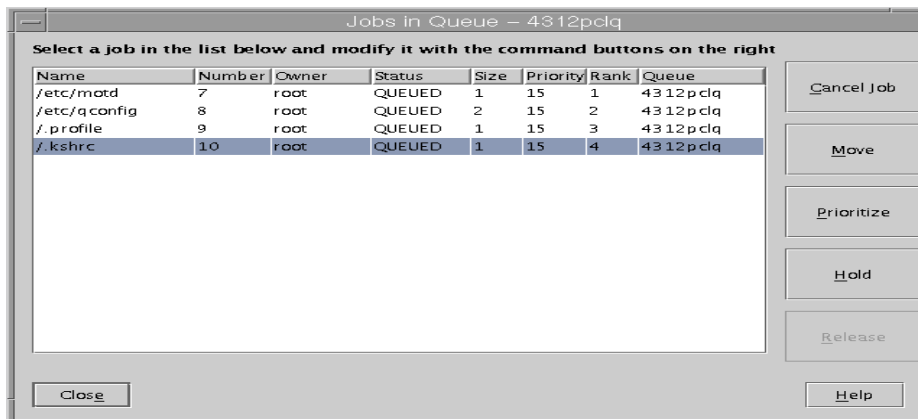 Jobs in Queue – 4312pclq
Select a job in the list below and modify it with the command buttons on the right
Name Number Owner Status Size Priority Rank Queue
/etc/motd 7 root QUEUED 1 15 1 4312pclq
/etc/qconfig 8 root QUEUED 2 15 2 4312pclq
/.profile 9 root QUEUED 1 15 3 4312pclq
/.kshrc 10 root QUEUED 1 15 4 4312pclq
Cancel Job
Move
Prioritize
Hold
Release
Close Help